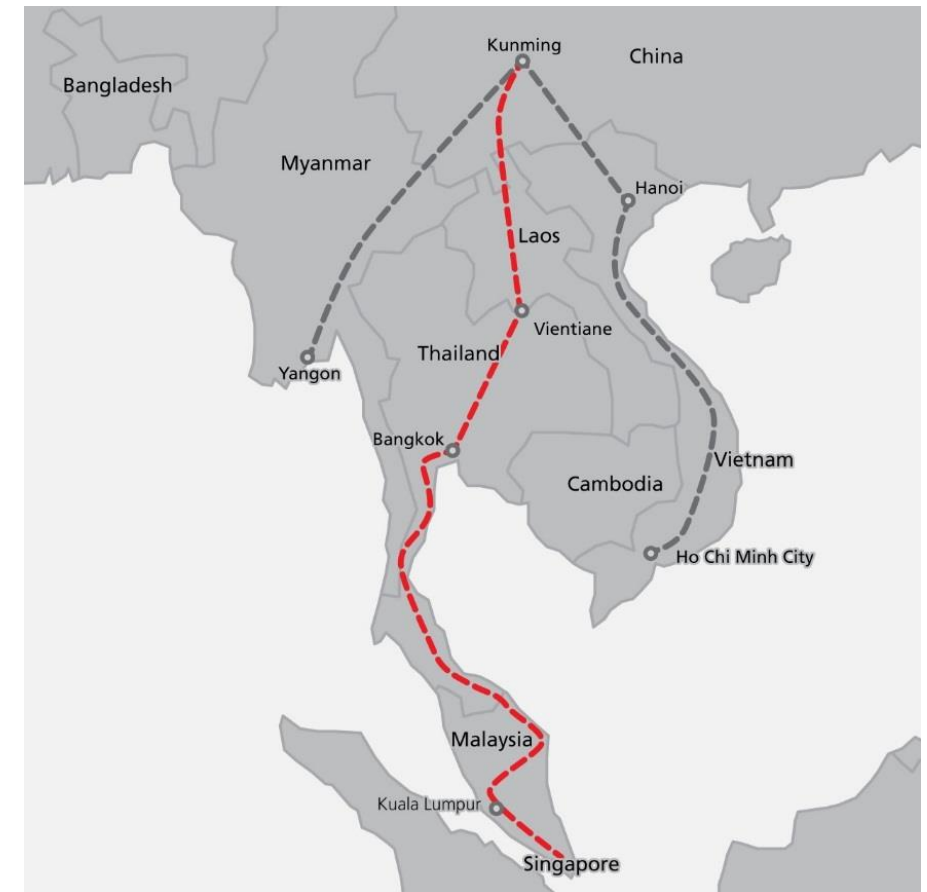 Kunming
China
Bangladesh
Myanmar
Hanoi
Laos
Vientiane
Thailand
Yangon
Bangkok
Vietnam
Cambodia
Ho Chi Minh City
Malaysia
Kuala Lumpur
Singapore